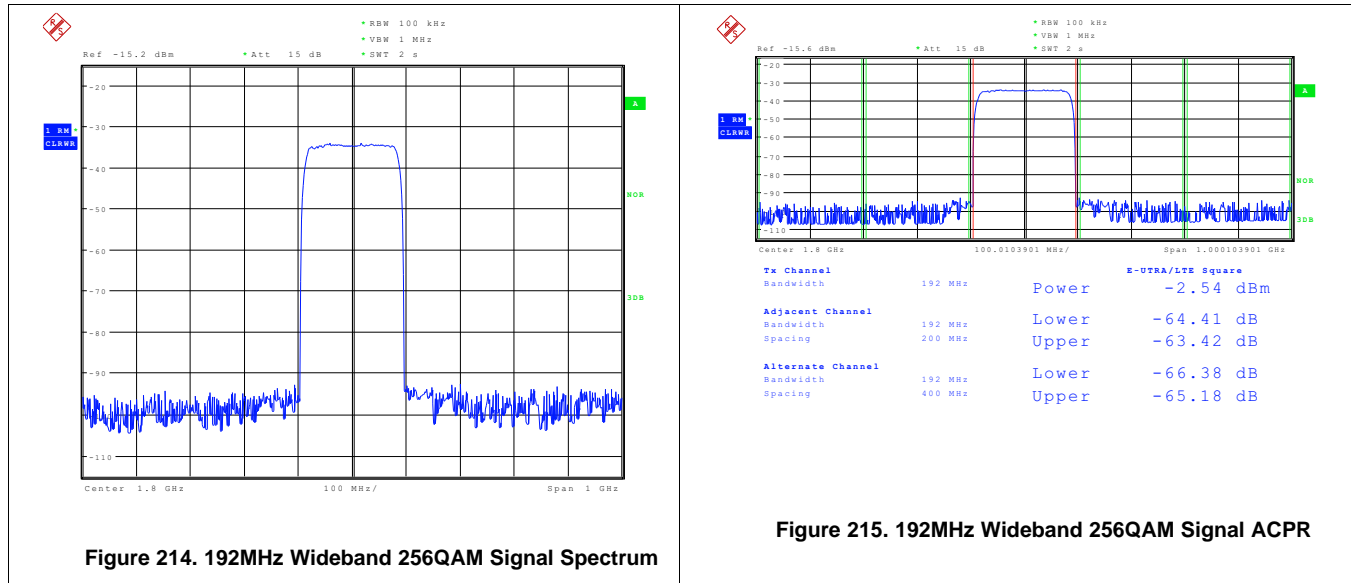 R
S
* RBW 100 kHz
* VBW 1 MHz
Ref -15.2 dBm * Att 15 dB * SWT 2 s
-20
A
-30
1 RM *
CLRWR
-40
NOR
-50
-60
-70
3DB
-80
-90
-100
-110
Center 1.8 GHz 100 MHz/ Span 1 GHz
Figure 214. 192MHz Wideband 256QAM Signal Spectrum
R
S
* RBW 100 kHz
* VBW 1 MHz
Ref -15.6 dBm * Att 15 dB * SWT 2 s
-20
-30
A
-40
1 RM *
-50
CLRWR
-60
-70
-80
NOR
-90
3DB
-110
Center 1.8 GHz 100.0103901 MHz/ Span 1.000103901 GHz
Tx Channel E-UTRA/LTE Square
Bandwidth 192 MHz Power -2.54 dBm
Adjacent Channel
Bandwidth 192 MHz Lower -64.41 dB
Spacing 200 MHz Upper -63.42 dB
Alternate Channel
Bandwidth 192 MHz Lower -66.38 dB
Spacing 400 MHz Upper -65.18 dB
Figure 215. 192MHz Wideband 256QAM Signal ACPR